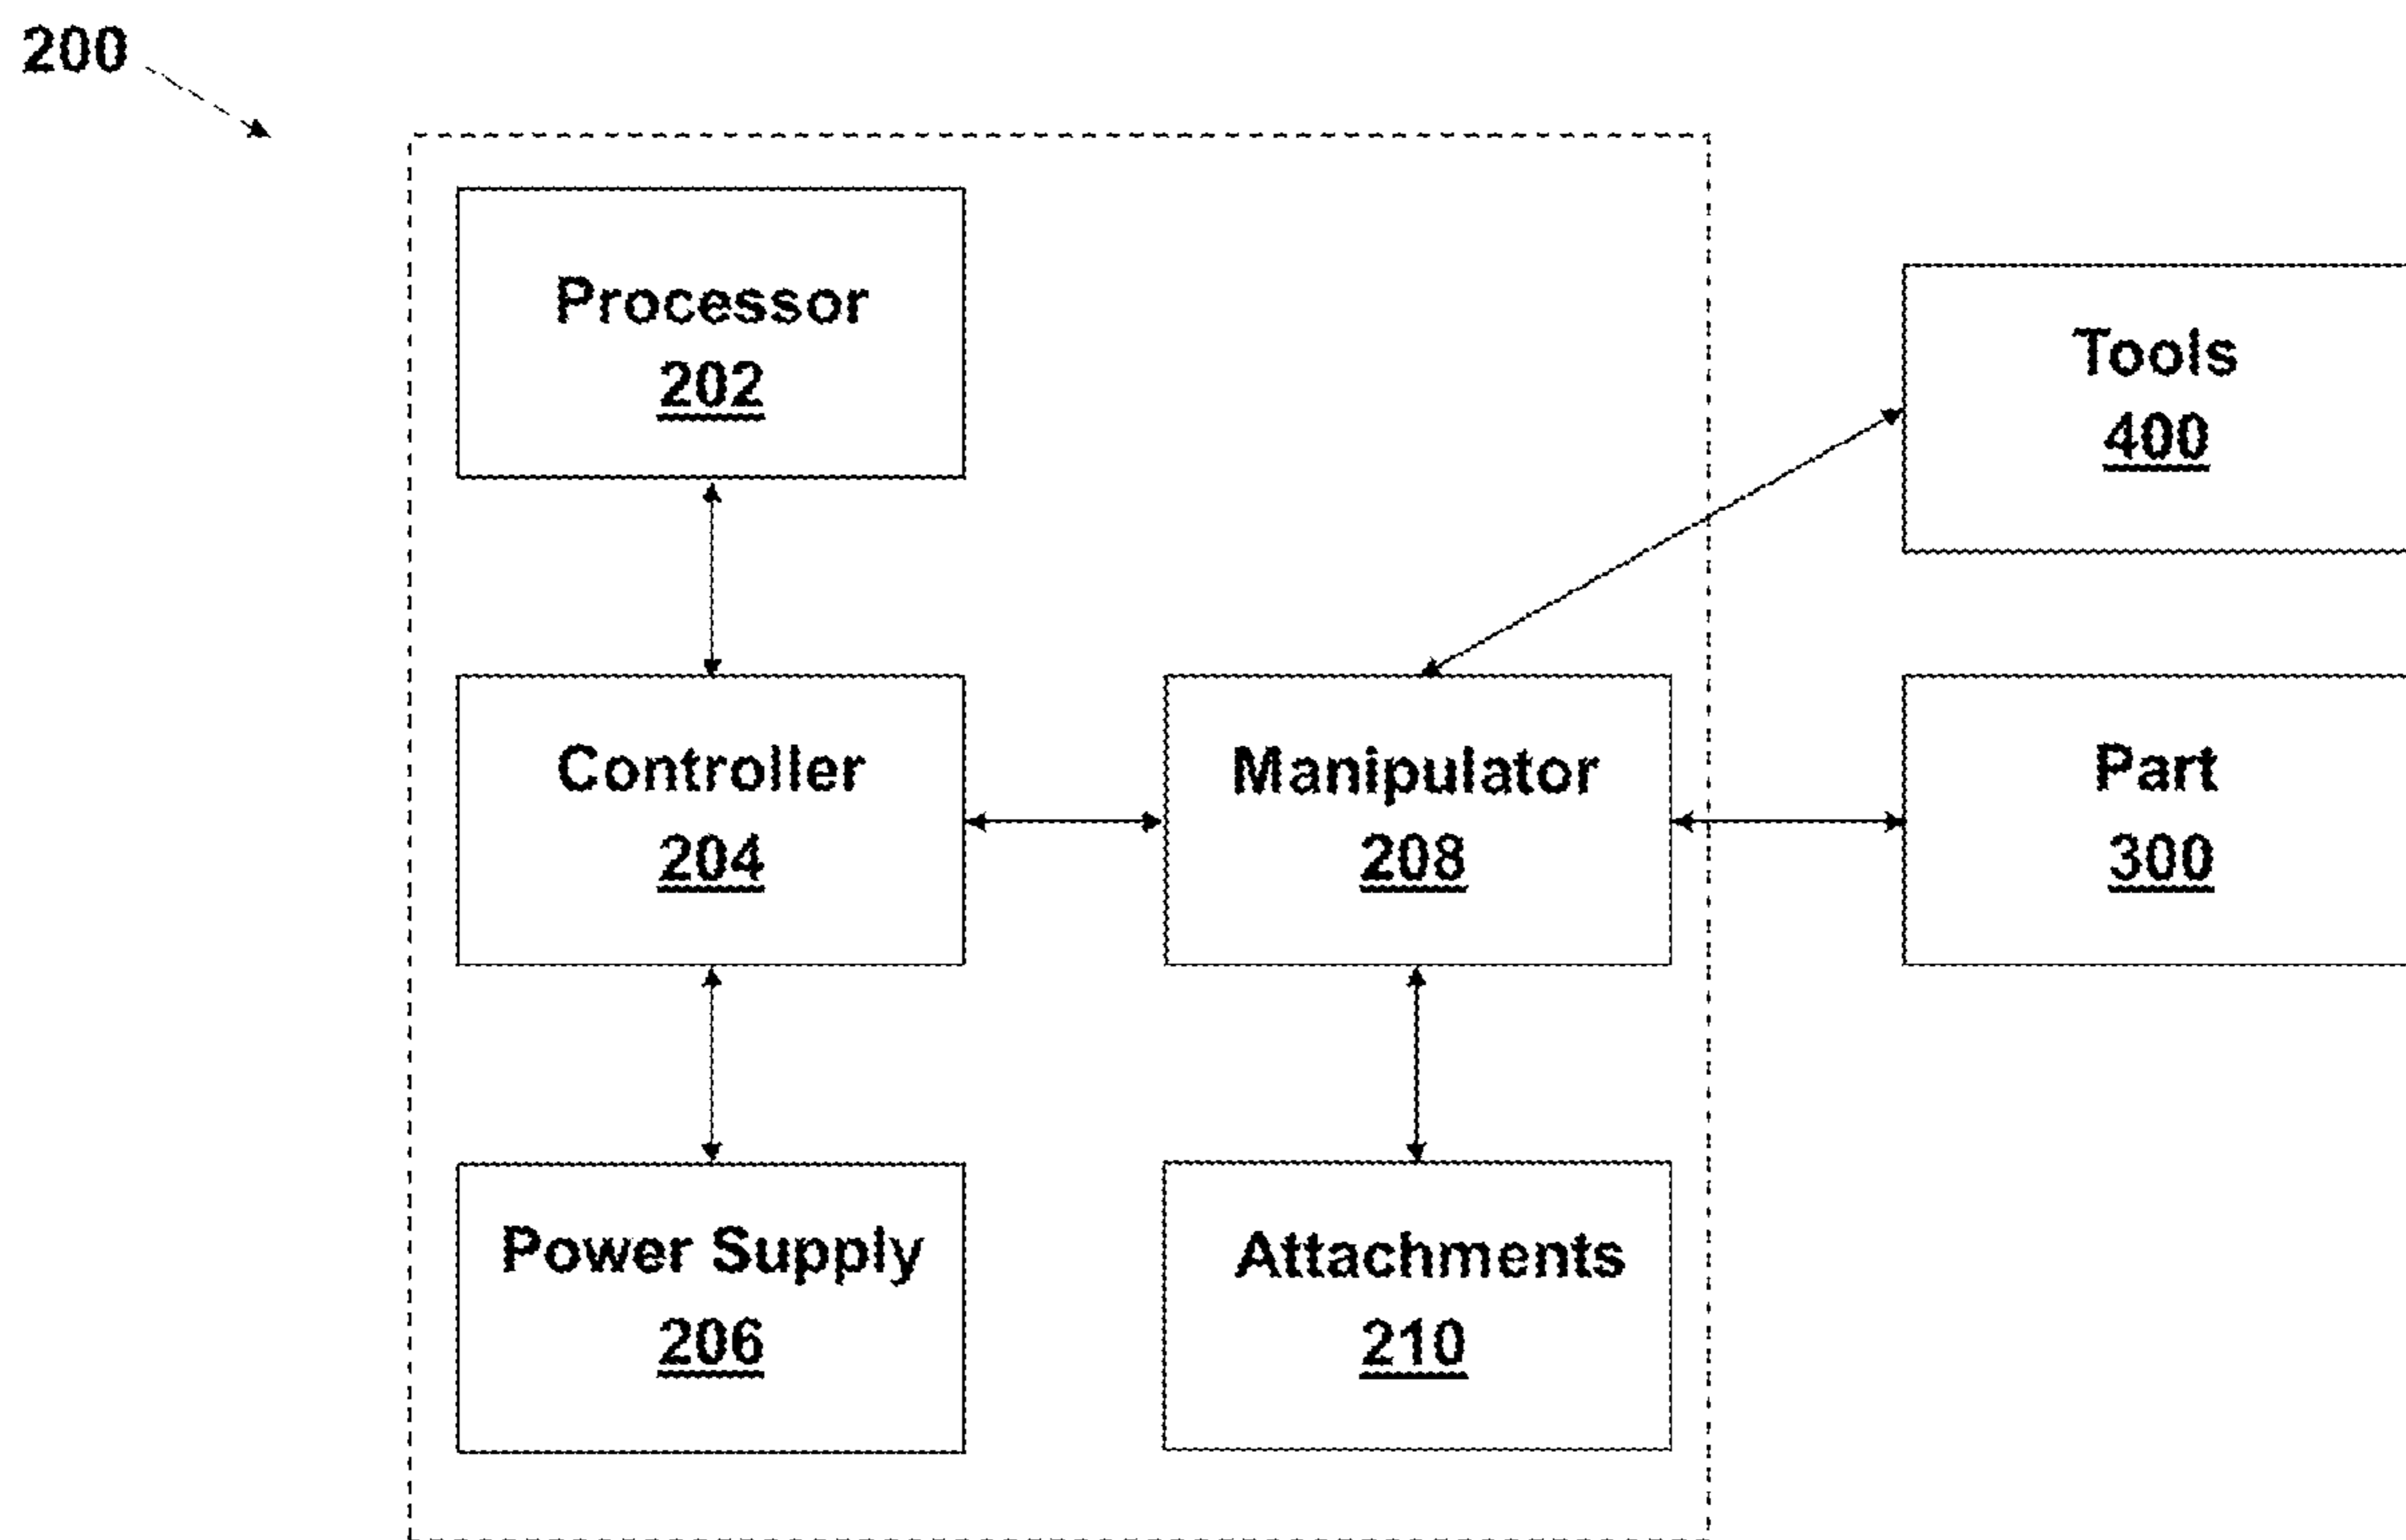 200
Processor
202
Tools
400
Controller
204
Manipulator
208
Part
300
Power Supply
206
Attachments
210